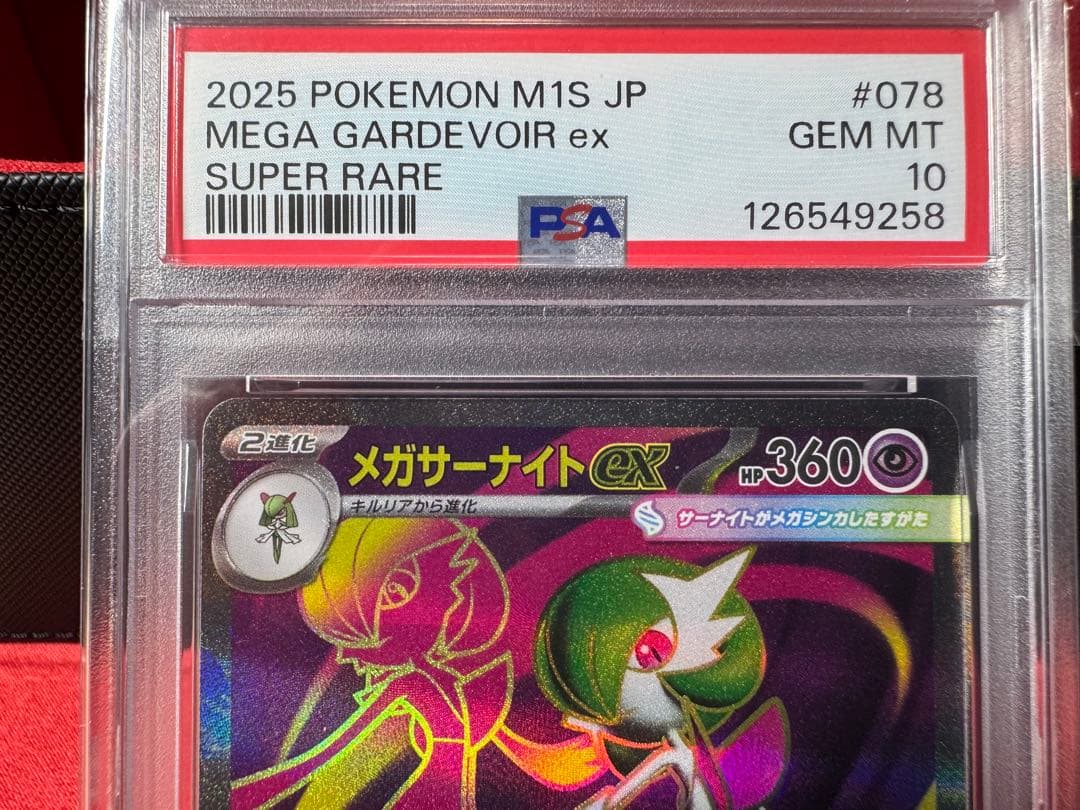 2025 POKEMON M1S JP #078
MEGA GARDEVOIR ex GEM MT
SUPER RARE 10
PSA 126549258
2進化 メガサーナイトex HP360
キルリアから進化
サーナイトがメガシンカしたすがた